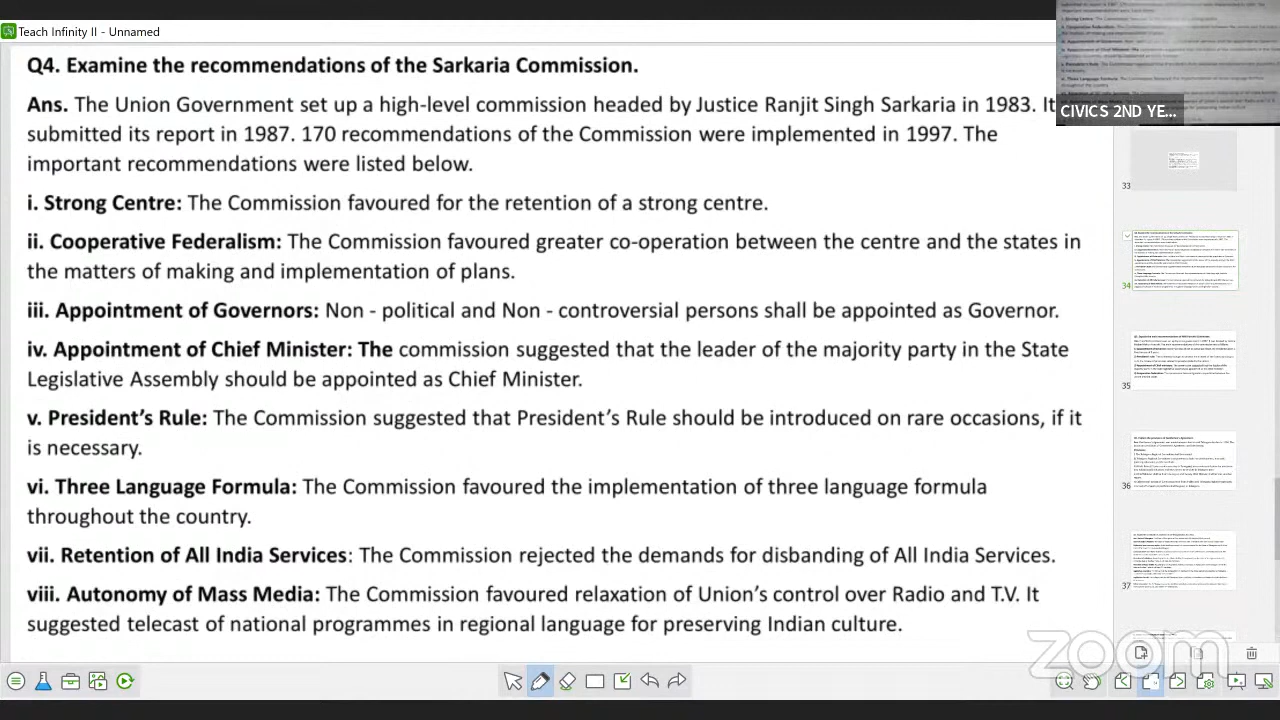 Teach Infinity II - Unnamed
Q4. Examine the recommendations of the Sarkaria Commission.
Ans. The Union Government set up a high-level commission headed by Justice Ranjit Singh Sarkaria in 1983. It
submitted its report in 1987. 170 recommendations of the Commission were implemented in 1997. The
important recommendations were listed below.
i. Strong Centre: The Commission favoured for the retention of a strong centre.
ii. Cooperative Federalism: The Commission favoured greater co-operation between the centre and the states in
the matters of making and implementation of plans.
iii. Appointment of Governors: Non - political and Non - controversial persons shall be appointed as Governor.
iv. Appointment of Chief Minister: The commission suggested that the leader of the majority party in the State
Legislative Assembly should be appointed as Chief Minister.
v. President's Rule: The Commission suggested that President's Rule should be introduced on rare occasions, if it
is necessary.
vi. Three Language Formula: The Commission favoured the implementation of three language formula
throughout the country.
vii. Retention of All India Services: The Commission rejected the demand for disbanding of All India Services.
viii. Autonomy of Mass Media: The Commission favourd relaxation of Union's control over Radio and T.V. It
suggested telecast of national programmes in regional language for preserving Indian culture.
CIVICS 2ND YE...
33
34
35
36
37
zoom